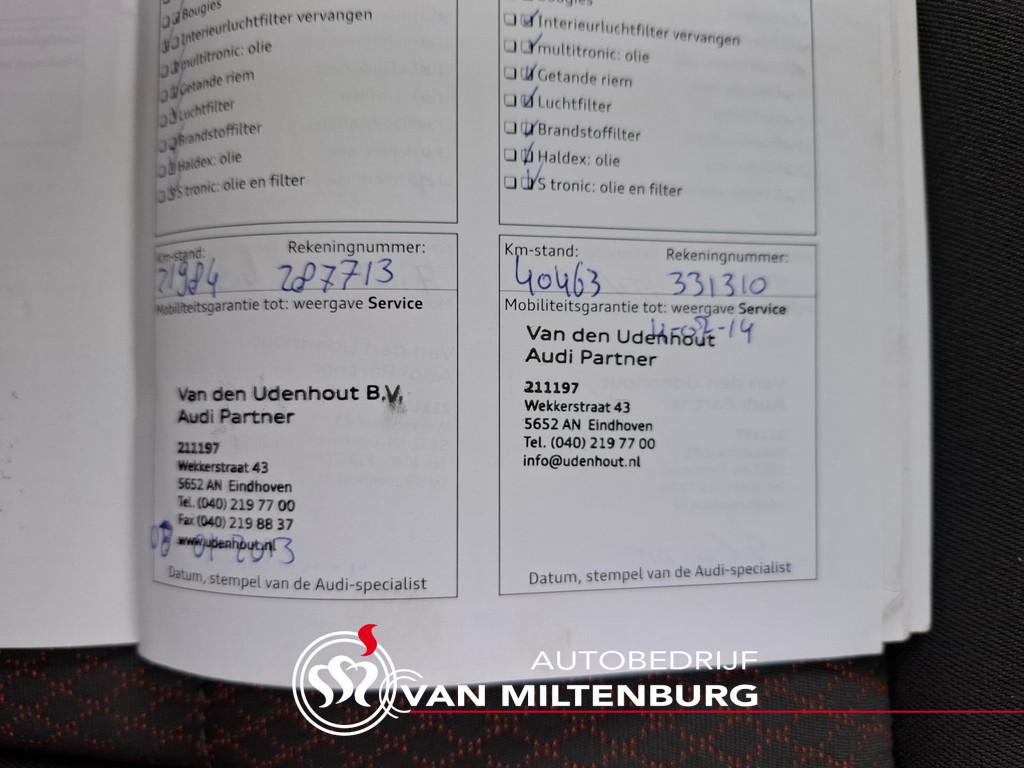 Bougies
Interieurluchtfilter vervangen
multitronic: olie
Getande riem
Luchtfilter
Brandstoffilter
Haldex: olie
S tronic: olie en filter
Km-stand: Rekeningnummer:
21984 287713
Mobiliteitsgarantie tot: weergave Service
Van den Udenhout B.V.
Audi Partner
211197
Wekkerstraat 43
5652 AN Eindhoven
Tel. (040) 219 77 00
Fax (040) 219 88 37
www.udenhout.nl
2013
Datum, stempel van de Audi-specialist
Bougies
Interieurluchtfilter vervangen
multitronic: olie
Getande riem
Luchtfilter
Brandstoffilter
Haldex: olie
S tronic: olie en filter
Km-stand: Rekeningnummer:
40463 331310
Mobiliteitsgarantie tot: weergave Service
Van den Udenhout
Audi Partner
211197
Wekkerstraat 43
5652 AN Eindhoven
Tel. (040) 219 77 00
info@udenhout.nl
Datum, stempel van de Audi-specialist
AUTOBEDRIJF
VAN MILTENBURG